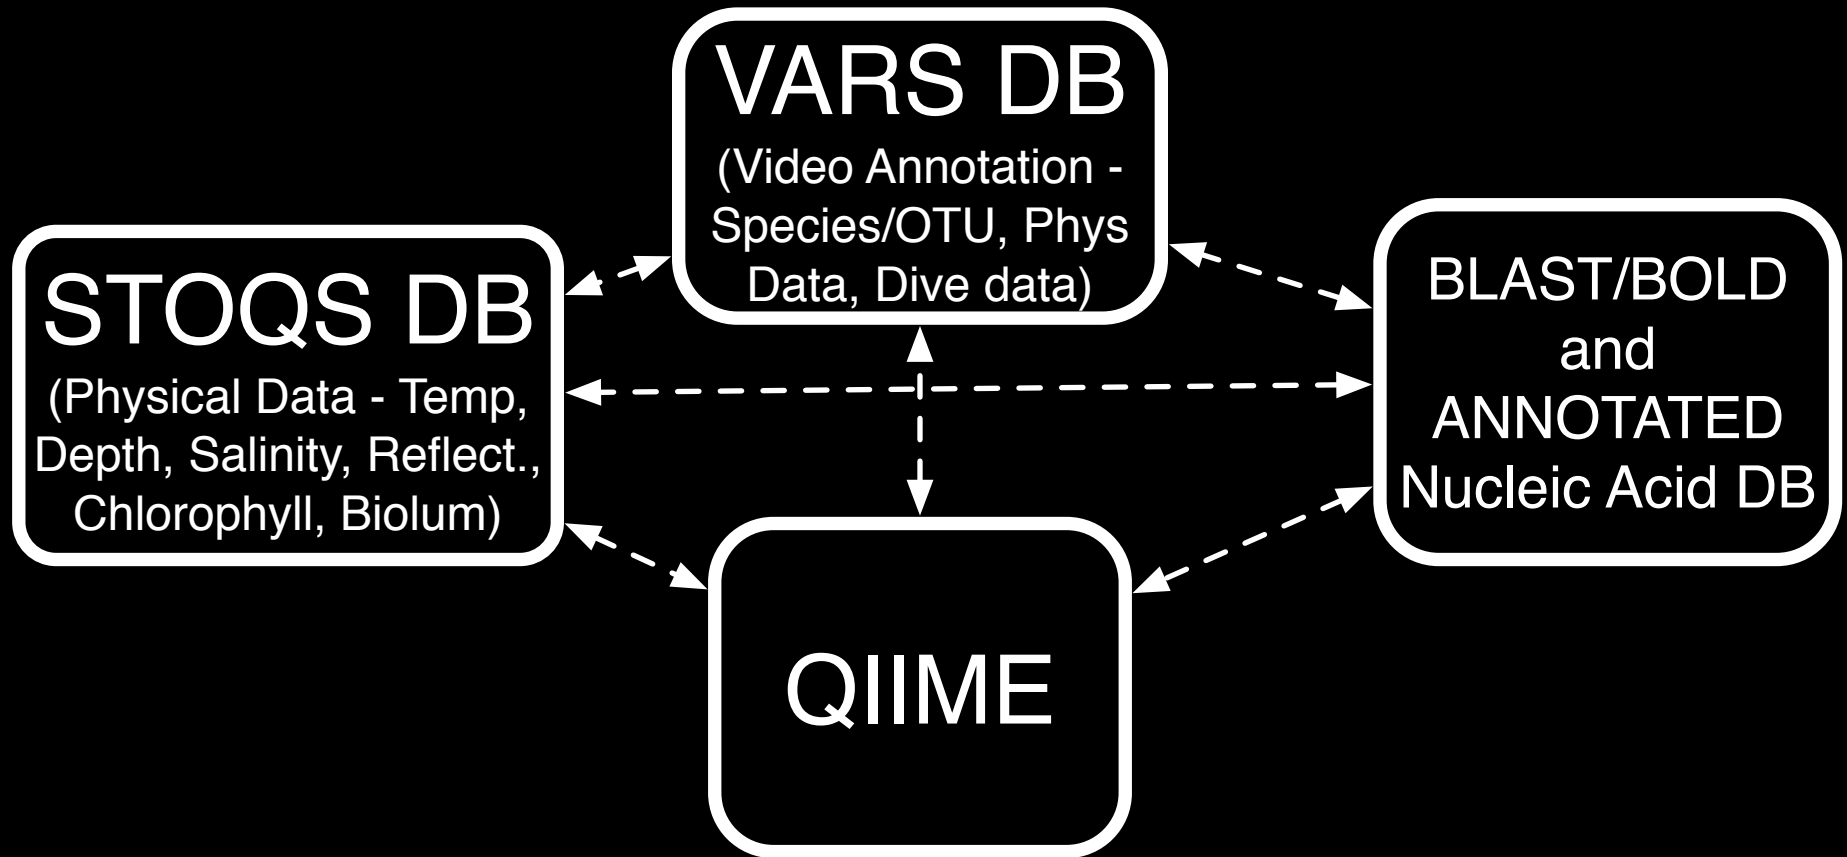 VARS DB
(Video Annotation -
Species/OTU, Phys
Data, Dive data)
STOQS DB
(Physical Data - Temp,
Depth, Salinity, Reflect.,
Chlorophyll, Biolum)
BLAST/BOLD
and
ANNOTATED
Nucleic Acid DB
QIIME